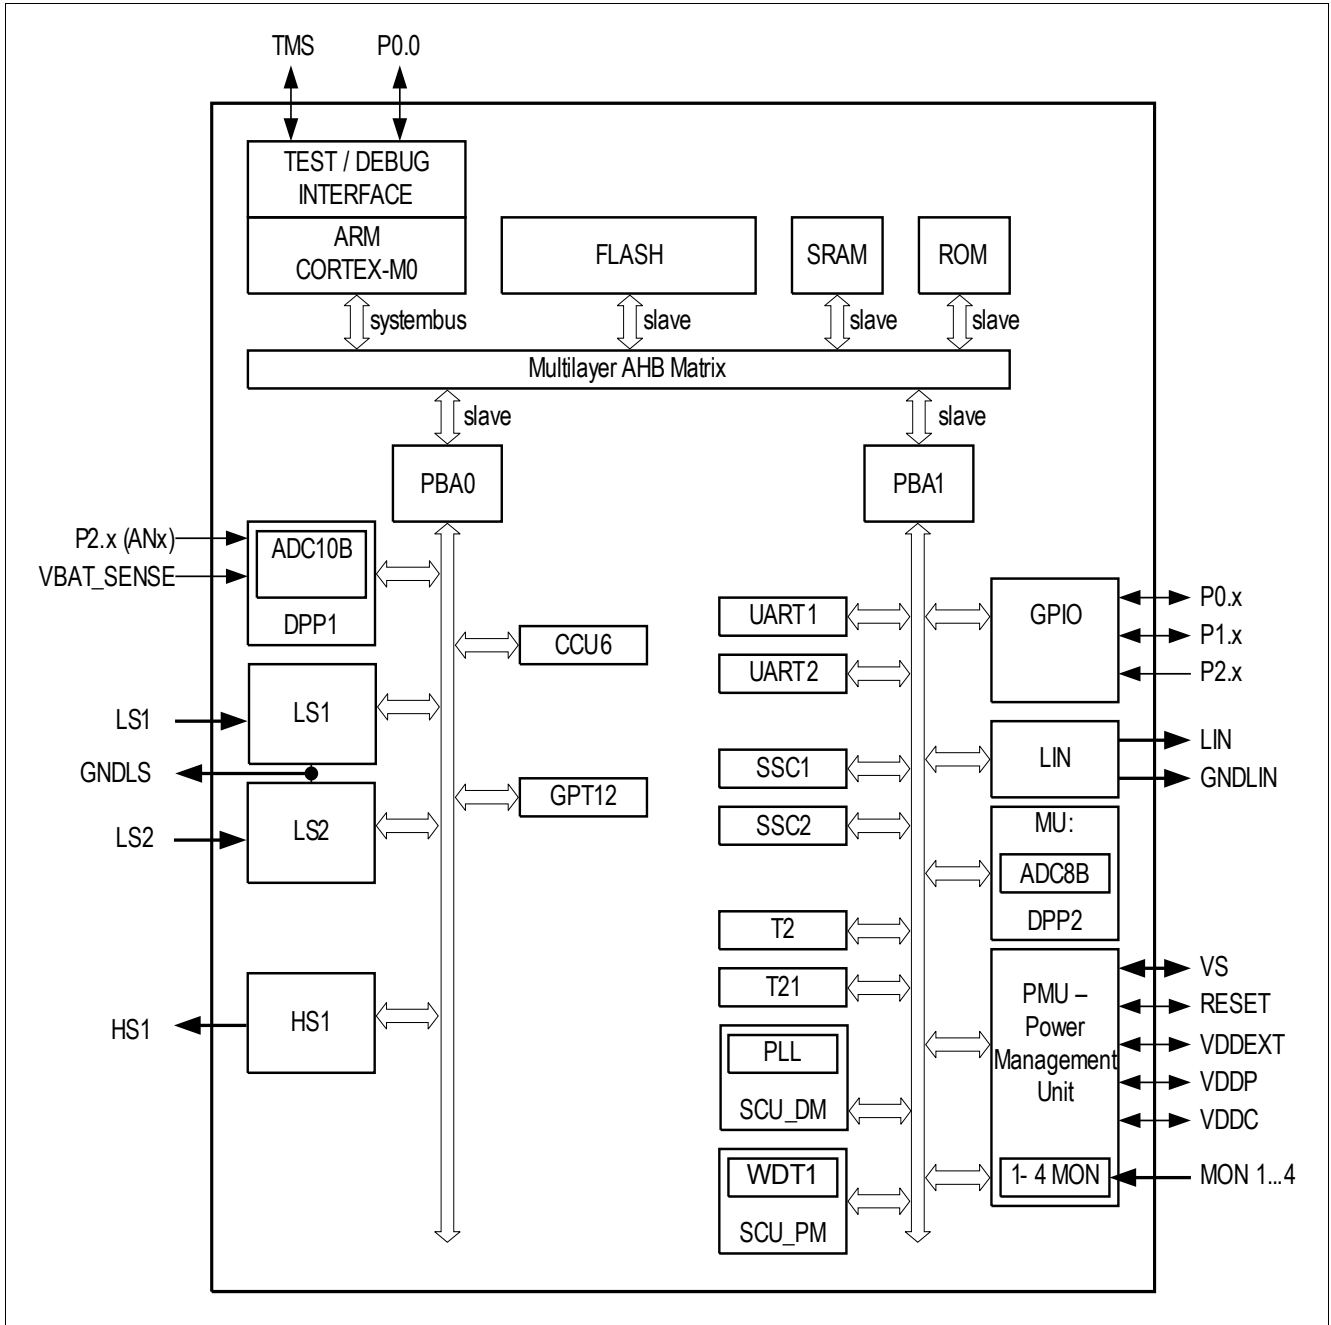 TMS
P0.0
TEST / DEBUG
INTERFACE
ARM
CORTEX-M0
FLASH
SRAM
ROM
systembus
slave
slave
slave
Multilayer AHB Matrix
slave
slave
PBA0
PBA1
P2.x (ANx)
VBAT_SENSE
ADC10B
DPP1
CCU6
LS1
LS1
GNDLS
GPT12
LS2
LS2
HS1
HS1
UART1
UART2
SSC1
SSC2
T2
T21
PLL
SCU_DM
WDT1
SCU_PM
GPIO
P0.x
P1.x
P2.x
LIN
LIN
GNDLIN
MU:
ADC8B
DPP2
PMU –
Power
Management
Unit
VS
RESET
VDDEXT
VDDP
VDDC
1- 4 MON
MON 1...4